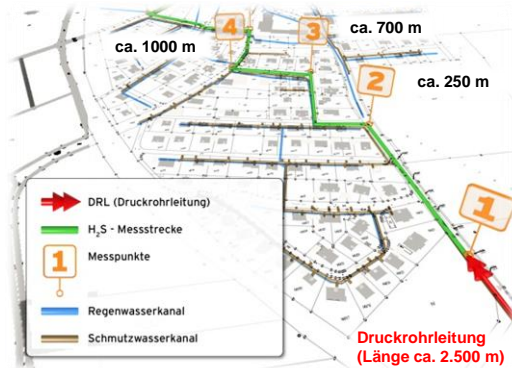 4
3
ca. 700 m
ca. 1000 m
2
ca. 250 m
1
DRL (Druckrohrleitung)
H₂S - Messstrecke
1 Messpunkte
Regenwasserkanal
Schmutzwasserkanal
Druckrohrleitung
(Länge ca. 2.500 m)